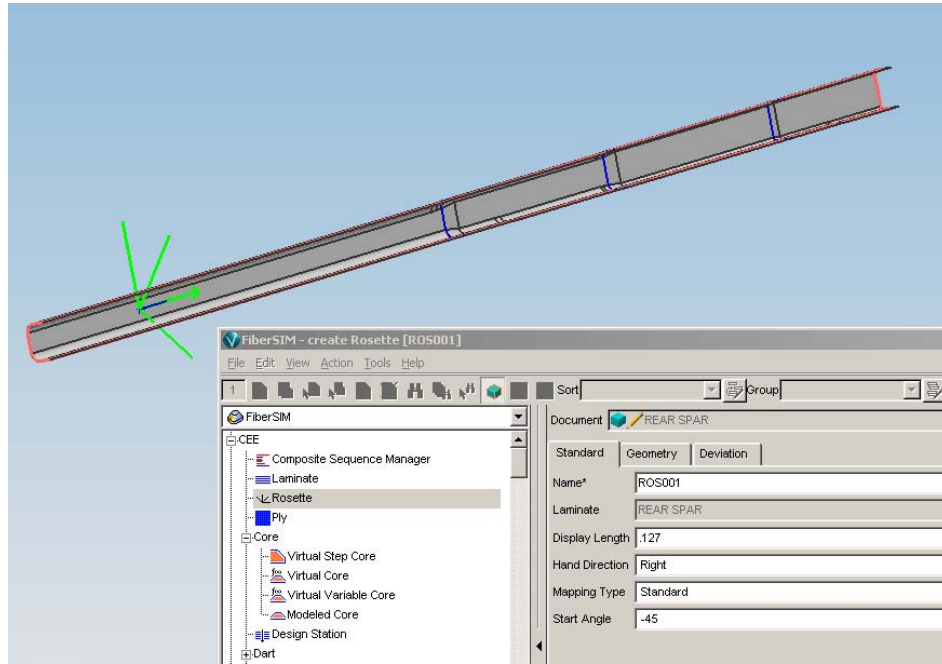 FiberSIM - create Rosette [ROS001]
File Edit View Action Tools Help
1 Sort Group
FiberSIM
CEE
Composite Sequence Manager
Laminate
Rosette
Ply
Core
Virtual Step Core
Virtual Core
Virtual Variable Core
Modeled Core
Design Station
Dart
Document REAR SPAR
Standard Geometry Deviation
Name* ROS001
Laminate REAR SPAR
Display Length .127
Hand Direction Right
Mapping Type Standard
Start Angle -45